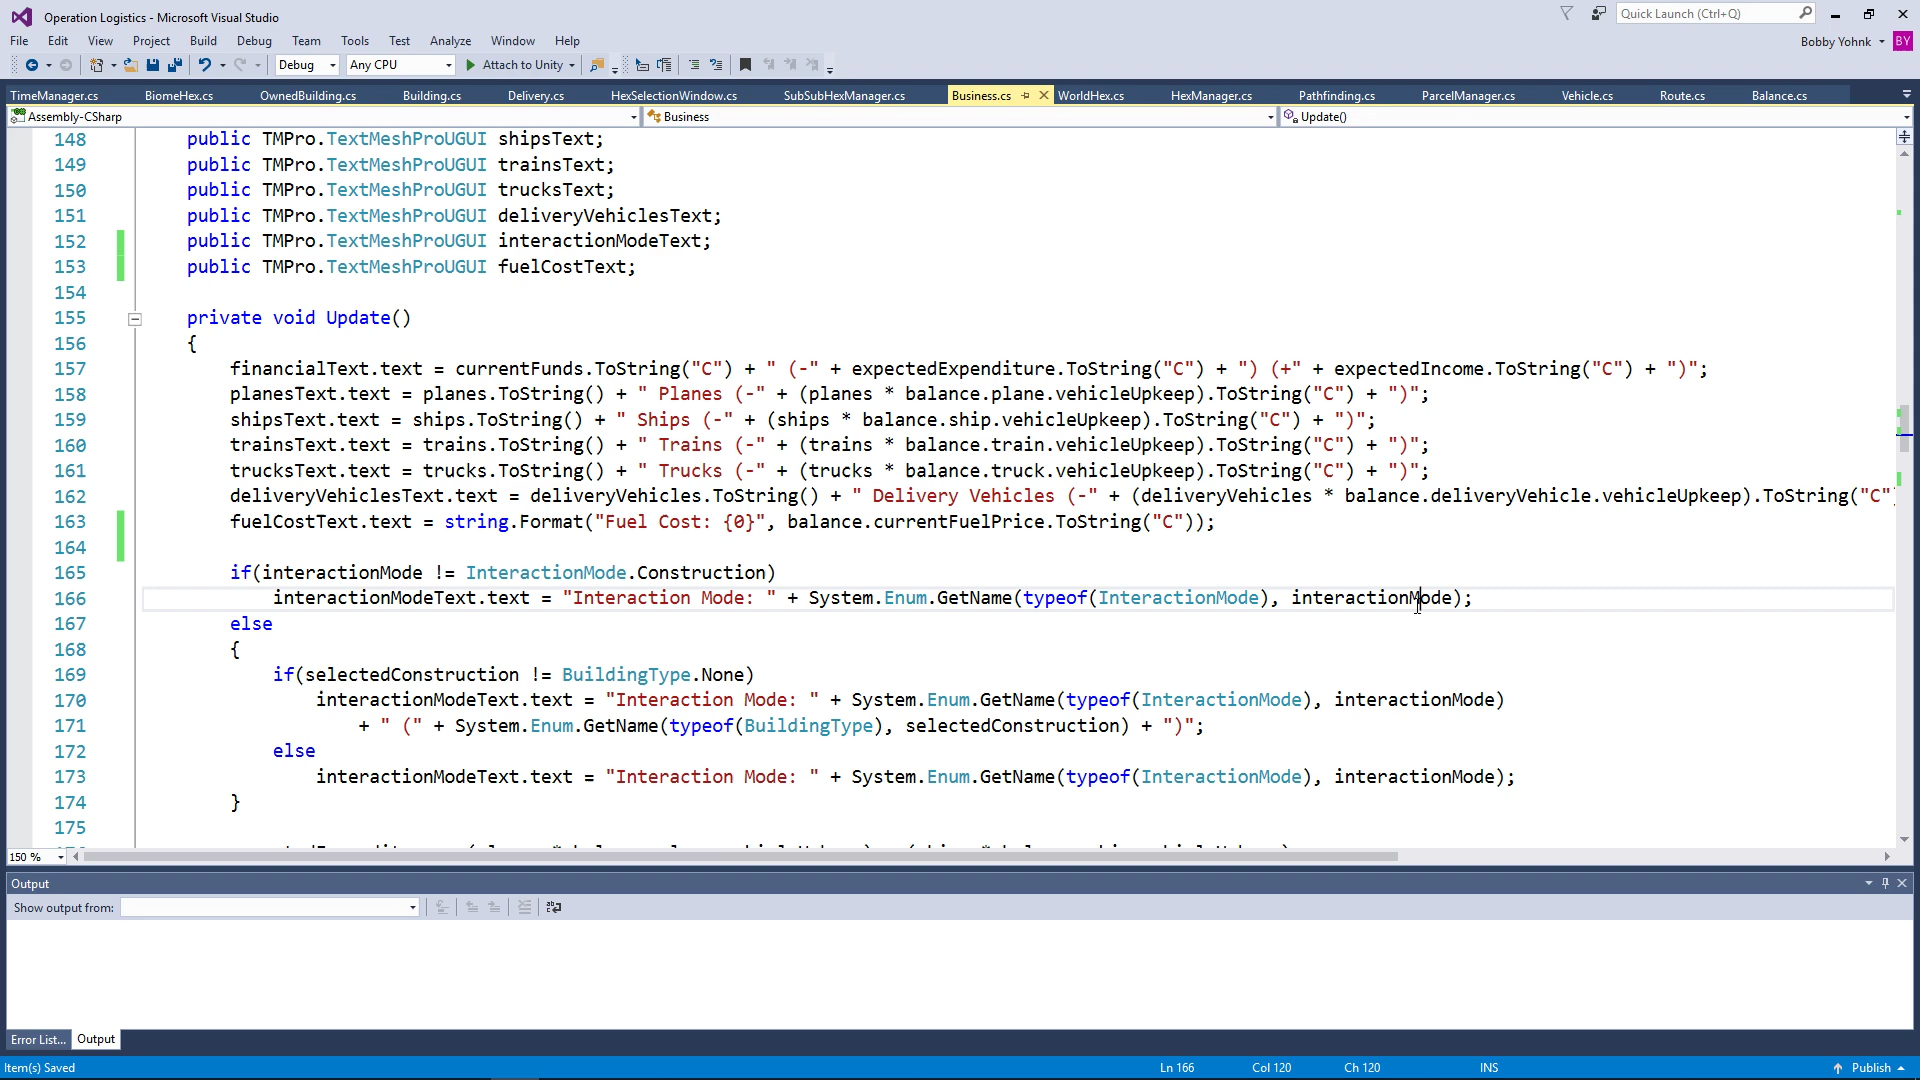 Operation Logistics - Microsoft Visual Studio
Quick Launch (Ctrl+Q)
File Edit View Project Build Debug Team Tools Test Analyze Window Help
Bobby Yohnk BY
Debug Any CPU Attach to Unity
TimeManager.cs BiomeHex.cs OwnedBuilding.cs Building.cs Delivery.cs HexSelectionWindow.cs SubSubHexManager.cs Business.cs WorldHex.cs HexManager.cs Pathfinding.cs ParcelManager.cs Vehicle.cs Route.cs Balance.cs
Assembly-CSharp Business Update()
148 public TMPro.TextMeshProUGUI shipsText;
149 public TMPro.TextMeshProUGUI trainsText;
150 public TMPro.TextMeshProUGUI trucksText;
151 public TMPro.TextMeshProUGUI deliveryVehiclesText;
152 public TMPro.TextMeshProUGUI interactionModeText;
153 public TMPro.TextMeshProUGUI fuelCostText;
154
155 private void Update()
156 {
157 financialText.text = currentFunds.ToString("C") + " (-" + expectedExpenditure.ToString("C") + ") (+" + expectedIncome.ToString("C") + ")";
158 planesText.text = planes.ToString() + " Planes (-" + (planes * balance.plane.vehicleUpkeep).ToString("C") + ")";
159 shipsText.text = ships.ToString() + " Ships (-" + (ships * balance.ship.vehicleUpkeep).ToString("C") + ")";
160 trainsText.text = trains.ToString() + " Trains (-" + (trains * balance.train.vehicleUpkeep).ToString("C") + ")";
161 trucksText.text = trucks.ToString() + " Trucks (-" + (trucks * balance.truck.vehicleUpkeep).ToString("C") + ")";
162 deliveryVehiclesText.text = deliveryVehicles.ToString() + " Delivery Vehicles (-" + (deliveryVehicles * balance.deliveryVehicle.vehicleUpkeep).ToString("C"
163 fuelCostText.text = string.Format("Fuel Cost: {0}", balance.currentFuelPrice.ToString("C"));
164
165 if(interactionMode != InteractionMode.Construction)
166 interactionModeText.text = "Interaction Mode: " + System.Enum.GetName(typeof(InteractionMode), interactionMode);
167 else
168 {
169 if(selectedConstruction != BuildingType.None)
170 interactionModeText.text = "Interaction Mode: " + System.Enum.GetName(typeof(InteractionMode), interactionMode)
171 + " (" + System.Enum.GetName(typeof(BuildingType), selectedConstruction) + ")";
172 else
173 interactionModeText.text = "Interaction Mode: " + System.Enum.GetName(typeof(InteractionMode), interactionMode);
174 }
175
150 %
Output
Show output from:
Error List... Output
Item(s) Saved Ln 166 Col 120 Ch 120 INS Publish